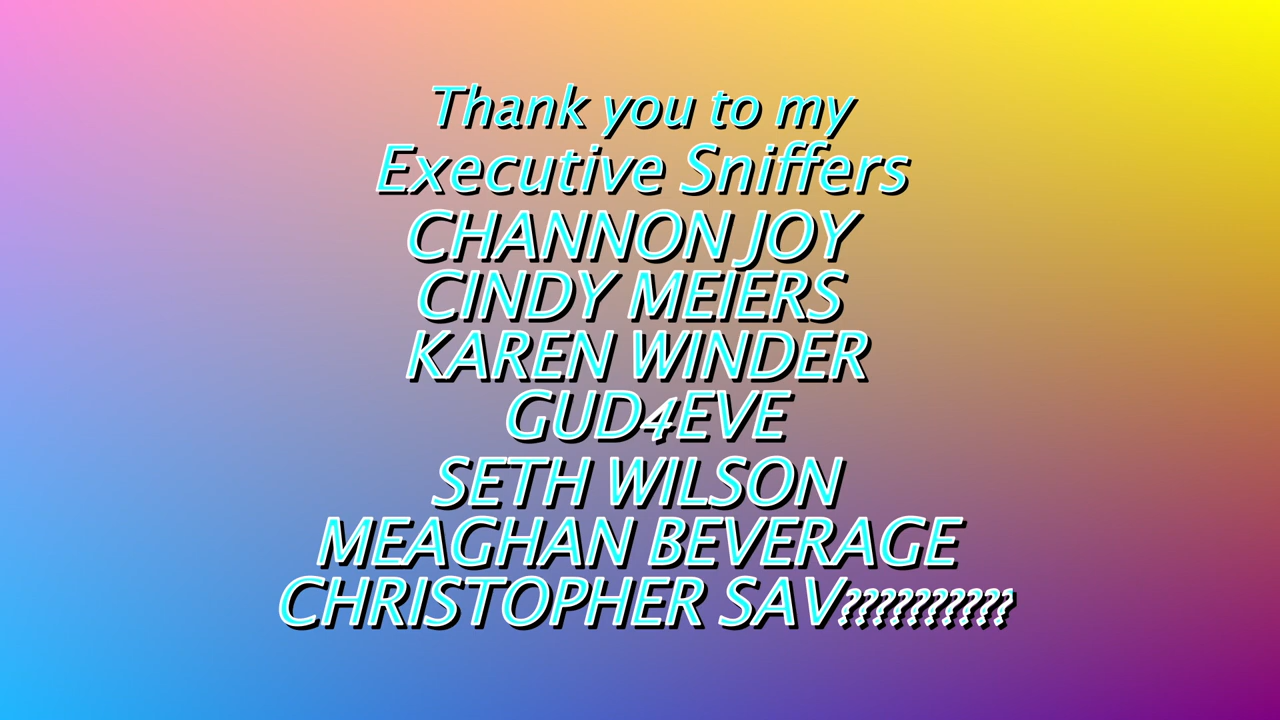 Thank you to my
Executive Sniffers
CHANNON JOY
CINDY MEIERS
KAREN WINDER
GUD4EVE
SETH WILSON
MEAGHAN BEVERAGE
CHRISTOPHER SAV??????????